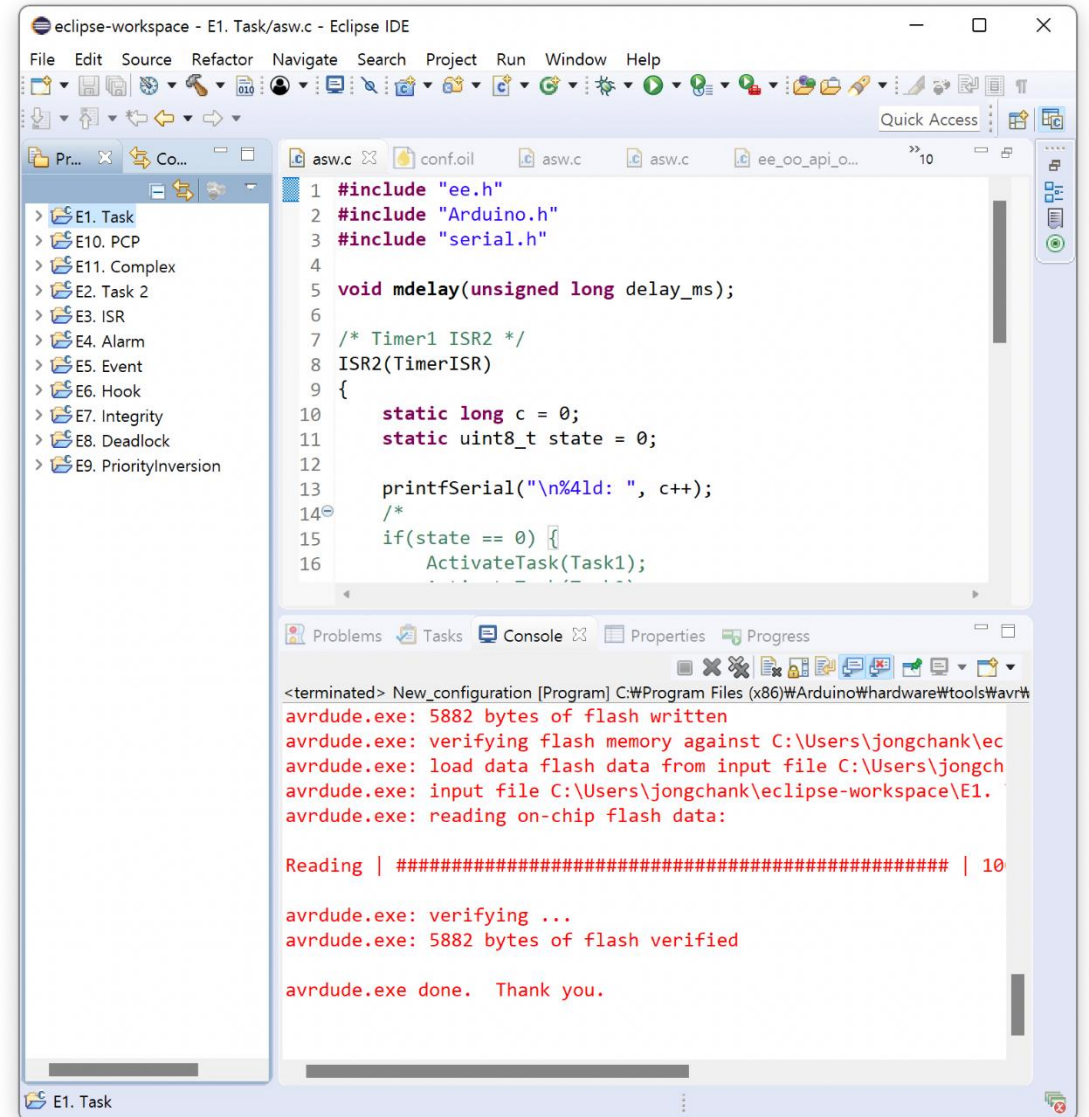 eclipse-workspace - E1. Task/asw.c - Eclipse IDE
File Edit Source Refactor Navigate Search Project Run Window Help
Quick Access
Pr... Co...
asw.c conf.oil asw.c asw.c ee_oo_api_o... »10
E1. Task
E10. PCP
E11. Complex
E2. Task 2
E3. ISR
E4. Alarm
E5. Event
E6. Hook
E7. Integrity
E8. Deadlock
E9. PriorityInversion
1 #include "ee.h"
2 #include "Arduino.h"
3 #include "serial.h"
4
5 void mdelay(unsigned long delay_ms);
6
7 /* Timer1 ISR2 */
8 ISR2(TimerISR)
9 {
10 static long c = 0;
11 static uint8_t state = 0;
12
13 printfSerial("\n%4ld: ", c++);
14 /*
15 if(state == 0) {
16 ActivateTask(Task1);
Problems Tasks Console Properties Progress
<terminated> New_configuration [Program] C:₩Program Files (x86)₩Arduino₩hardware₩tools₩avr₩
avrdude.exe: 5882 bytes of flash written
avrdude.exe: verifying flash memory against C:\Users\jongchank\ec
avrdude.exe: load data flash data from input file C:\Users\jongch
avrdude.exe: input file C:\Users\jongchank\eclipse-workspace\E1.
avrdude.exe: reading on-chip flash data:
Reading | ################################################## | 10
avrdude.exe: verifying ...
avrdude.exe: 5882 bytes of flash verified
avrdude.exe done. Thank you.
E1. Task